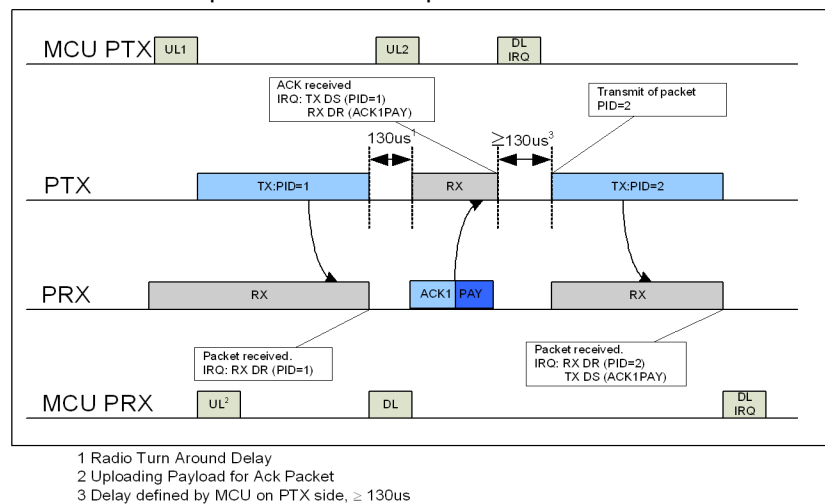 MCU PTX
UL1
UL2
DL
IRQ
ACK received
IRQ: TX DS (PID=1)
RX DR (ACK1PAY)
Transmit of packet
PID=2
130us¹
≥130us³
PTX
TX:PID=1
RX
TX:PID=2
PRX
RX
ACK1
PAY
RX
Packet received.
IRQ: RX DR (PID=1)
Packet received.
IRQ: RX DR (PID=2)
TX DS (ACK1PAY)
MCU PRX
UL²
DL
DL
IRQ
1 Radio Turn Around Delay
2 Uploading Payload for Ack Packet
3 Delay defined by MCU on PTX side, ≥ 130us